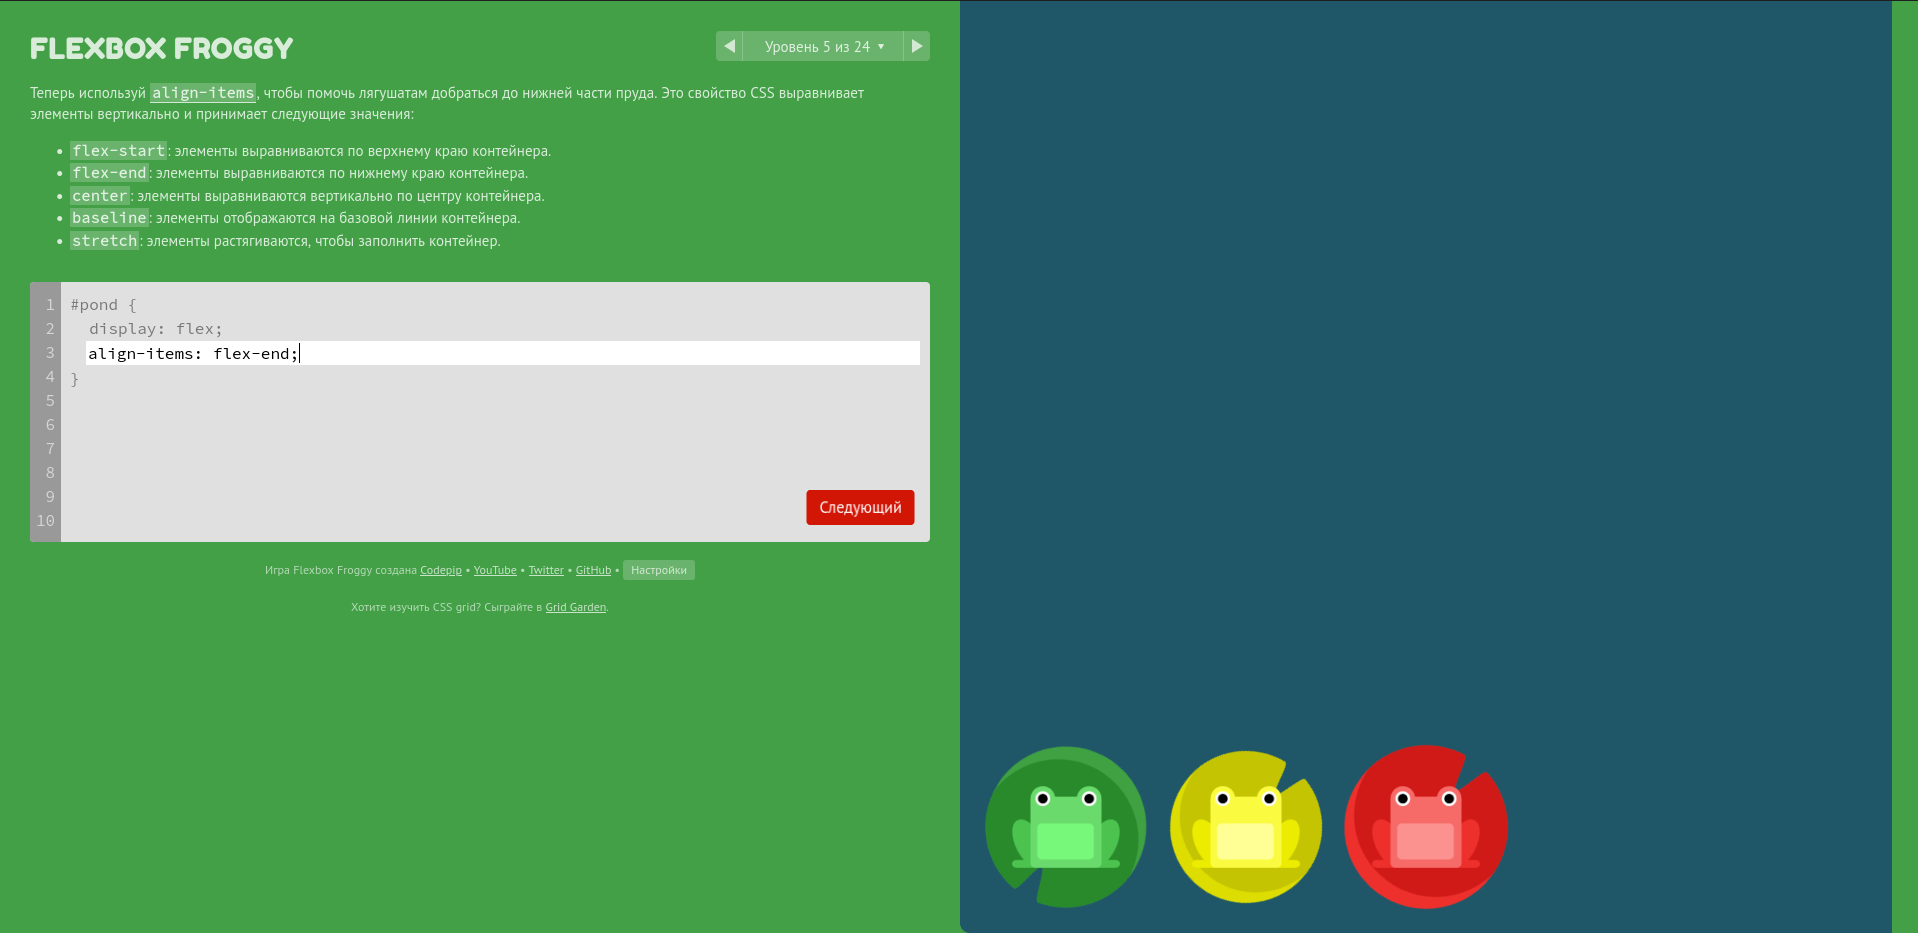 FLEXBOX FROGGY
Уровень 5 из 24 ▼
Теперь используй align-items, чтобы помочь лягушатам добраться до нижней части пруда. Это свойство CSS выравнивает
элементы вертикально и принимает следующие значения:
• flex-start: элементы выравниваются по верхнему краю контейнера.
• flex-end: элементы выравниваются по нижнему краю контейнера.
• center: элементы выравниваются вертикально по центру контейнера.
• baseline: элементы отображаются на базовой линии контейнера.
• stretch: элементы растягиваются, чтобы заполнить контейнер.
1 #pond {
2 display: flex;
3 align-items: flex-end;
4 }
5
6
7
8
9
10
Следующий
Игра Flexbox Froggy создана Codepip • YouTube • Twitter • GitHub • Настройки
Хотите изучить CSS grid? Сыграйте в Grid Garden.